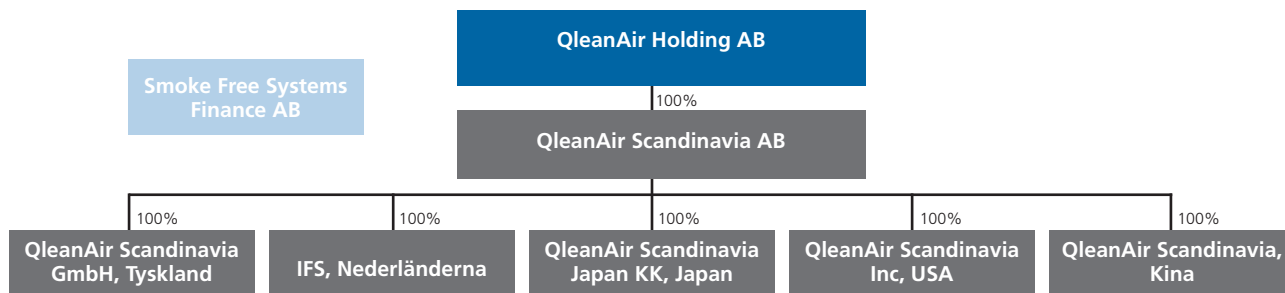 QleanAir Holding AB
Smoke Free Systems
Finance AB
100%
QleanAir Scandinavia AB
100%
100%
100%
100%
100%
QleanAir Scandinavia
GmbH, Tyskland
IFS, Nederländerna
QleanAir Scandinavia
Japan KK, Japan
QleanAir Scandinavia
Inc, USA
QleanAir Scandinavia,
Kina